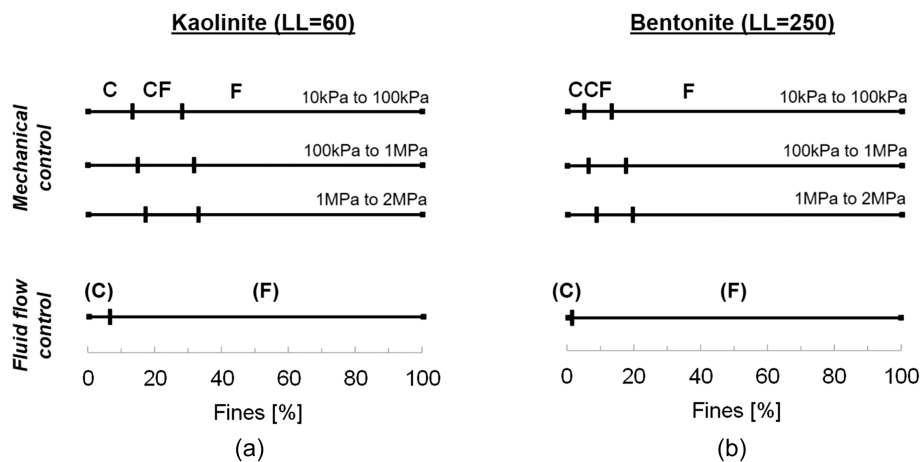 Kaolinite (LL=60)
Mechanical control
C CF F 10kPa to 100kPa
100kPa to 1MPa
1MPa to 2MPa
Fluid flow control
(C) (F)
0 20 40 60 80 100
Fines [%]
(a)
Bentonite (LL=250)
C CF F 10kPa to 100kPa
100kPa to 1MPa
1MPa to 2MPa
(C) (F)
0 20 40 60 80 100
Fines [%]
(b)